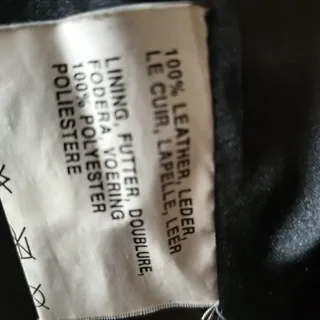 100% LEATHER, LEDER,
LE CUIR, LAPELLE, LEER
LINING, FUTTER, DOUBLURE,
FODERA, VOERING
100% POLYESTER
POLIESTERE